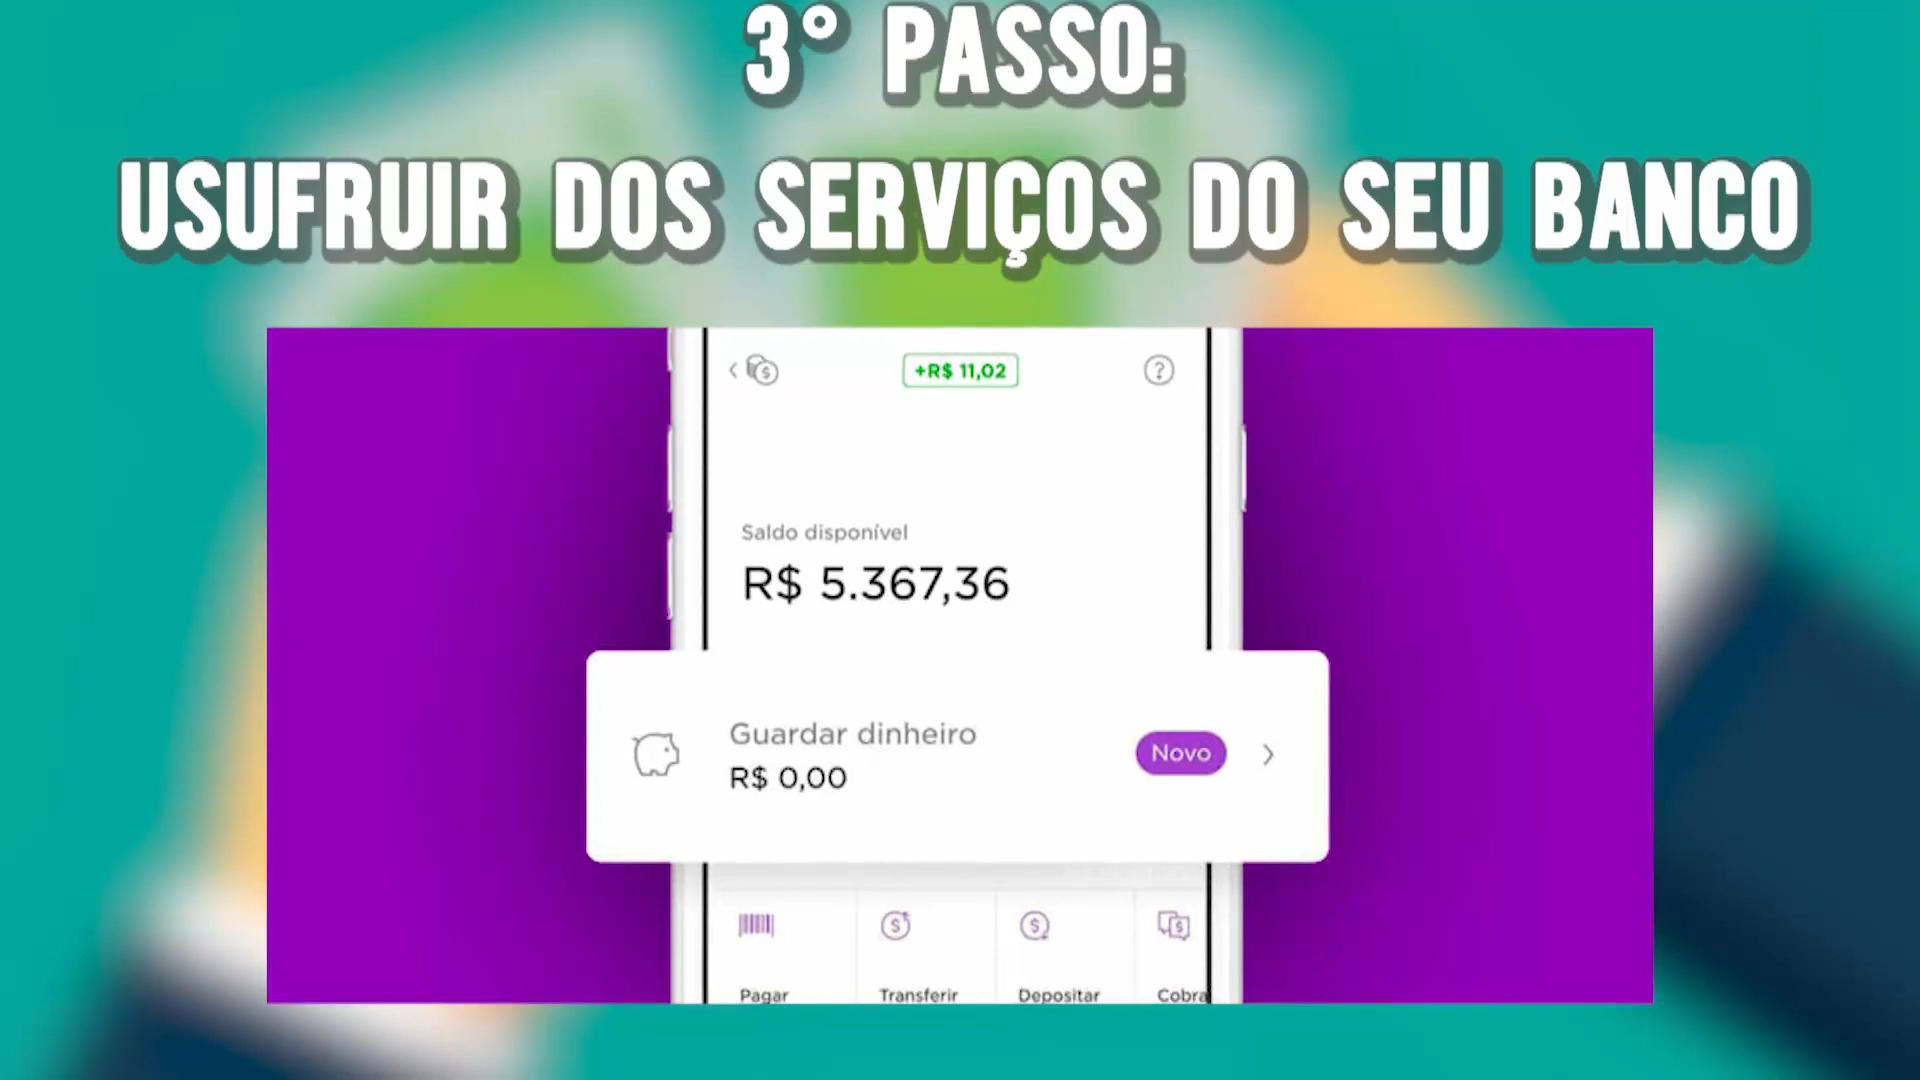 3° PASSO:
USUFRUIR DOS SERVIÇOS DO SEU BANCO
+R$ 11,02
Saldo disponível
R$ 5.367,36
Guardar dinheiro
R$ 0,00
Novo
Pagar
Transferir
Depositar
Cobra